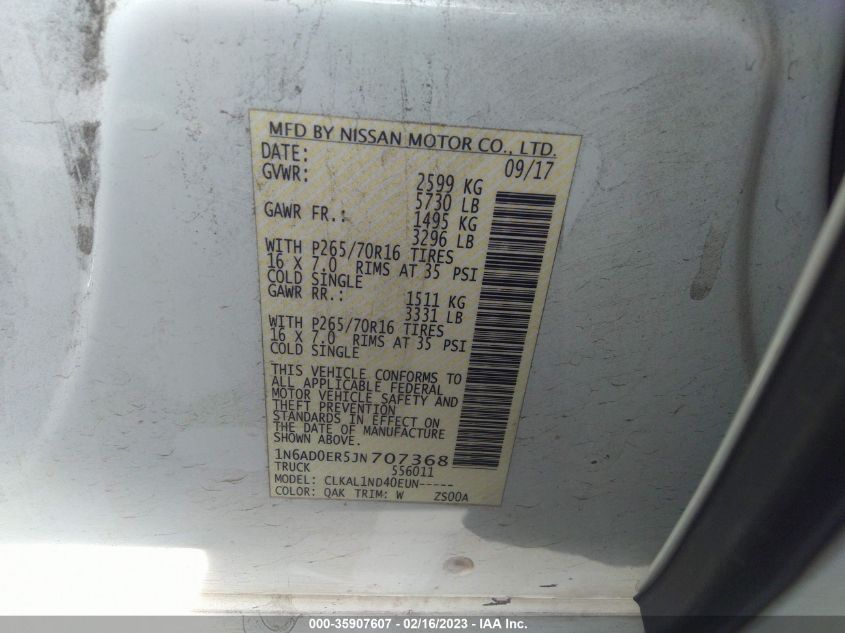 MFD BY NISSAN MOTOR CO., LTD.
DATE: 09/17
GVWR: 2599 KG
5730 LB
GAWR FR.: 1495 KG
3296 LB
WITH P265/70R16 TIRES
16 X 7.0 RIMS AT 35 PSI
COLD SINGLE
GAWR RR.: 1511 KG
3331 LB
WITH P265/70R16 TIRES
16 X 7.0 RIMS AT 35 PSI
COLD SINGLE
THIS VEHICLE CONFORMS TO
ALL APPLICABLE FEDERAL
MOTOR VEHICLE SAFETY AND
THEFT PREVENTION
STANDARDS IN EFFECT ON
THE DATE OF MANUFACTURE
SHOWN ABOVE.
1N6AD0ER5JN707368
TRUCK 556011
MODEL: CLKAL1ND40EUN-----
COLOR: QAK TRIM: W ZS00A
000-35907607 - 02/16/2023 - IAA Inc.